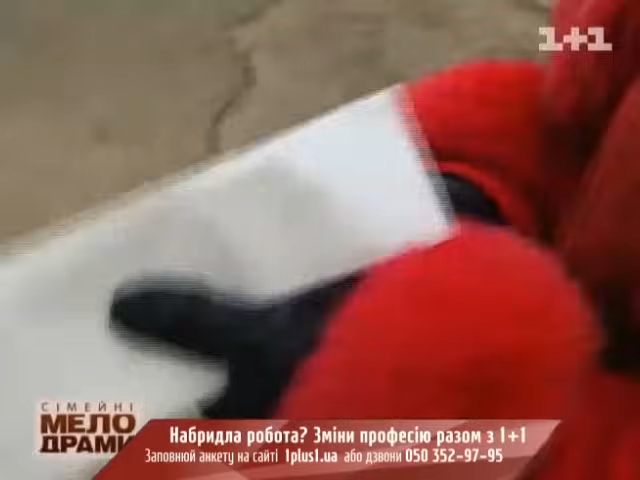 1+1
СІМЕЙНІ
МЕЛО
ДРАМИ
Набридла робота? Зміни професію разом з 1+1
Заповнюй анкету на сайті 1plus1.ua або дзвони 050 352-97-95